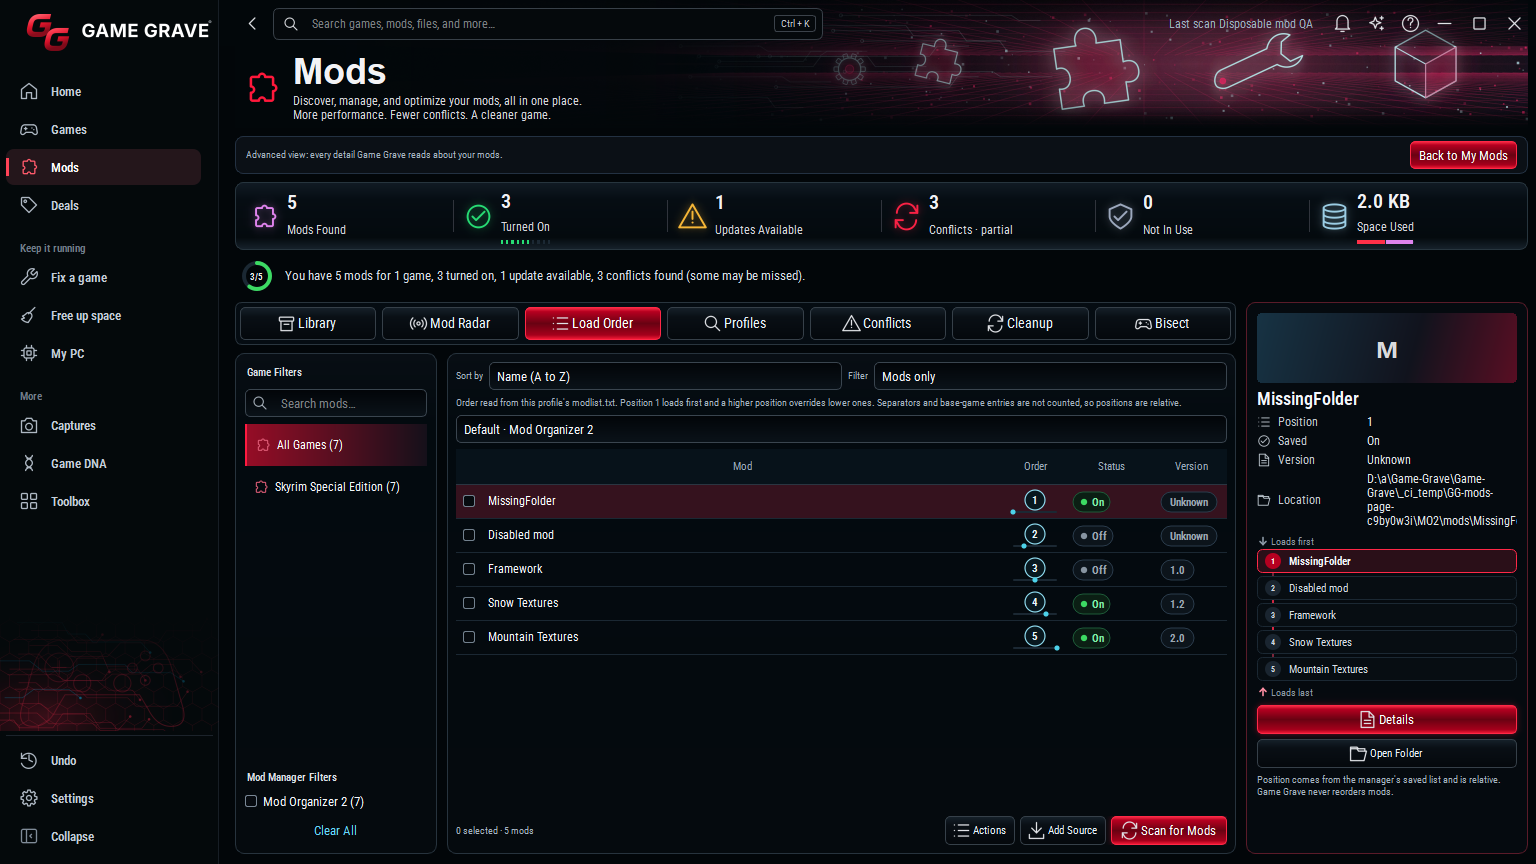 GAME GRAVE
Search games, mods, files, and more...
Ctrl + K
Last scan Disposable mod QA
Home
Games
Mods
Deals
Keep it running
Fix a game
Free up space
My PC
More
Captures
Game DNA
Toolbox
Undo
Settings
Collapse
Mods
Discover, manage, and optimize your mods, all in one place.
More performance. Fewer conflicts. A cleaner game.
Advanced view: every detail Game Grave reads about your mods.
Back to My Mods
5
Mods Found
3
Turned On
1
Updates Available
3
Conflicts · partial
0
Not In Use
2.0 KB
Space Used
3/5
You have 5 mods for 1 game, 3 turned on, 1 update available, 3 conflicts found (some may be missed).
Library
Mod Radar
Load Order
Profiles
Conflicts
Cleanup
Bisect
Game Filters
Search mods...
All Games (7)
Skyrim Special Edition (7)
Mod Manager Filters
Mod Organizer 2 (7)
Clear All
Sort by
Name (A to Z)
Filter
Mods only
Order read from this profile's modlist.txt. Position 1 loads first and a higher position overrides lower ones. Separators and base-game entries are not counted, so positions are relative.
Default · Mod Organizer 2
Mod Order Status Version
MissingFolder 1 On Unknown
Disabled mod 2 Off Unknown
Framework 3 Off 1.0
Snow Textures 4 On 1.2
Mountain Textures 5 On 2.0
0 selected · 5 mods
Actions
Add Source
Scan for Mods
M
MissingFolder
Position 1
Saved On
Version Unknown
Location
D:\a\Game-Grave\Game-
Grave\_ci_temp\GG-mods-
page-
c9by0w3i\MO2\mods\MissingF
Loads first
1 MissingFolder
2 Disabled mod
3 Framework
4 Snow Textures
5 Mountain Textures
Loads last
Details
Open Folder
Position comes from the manager's saved list and is relative.
Game Grave never reorders mods.